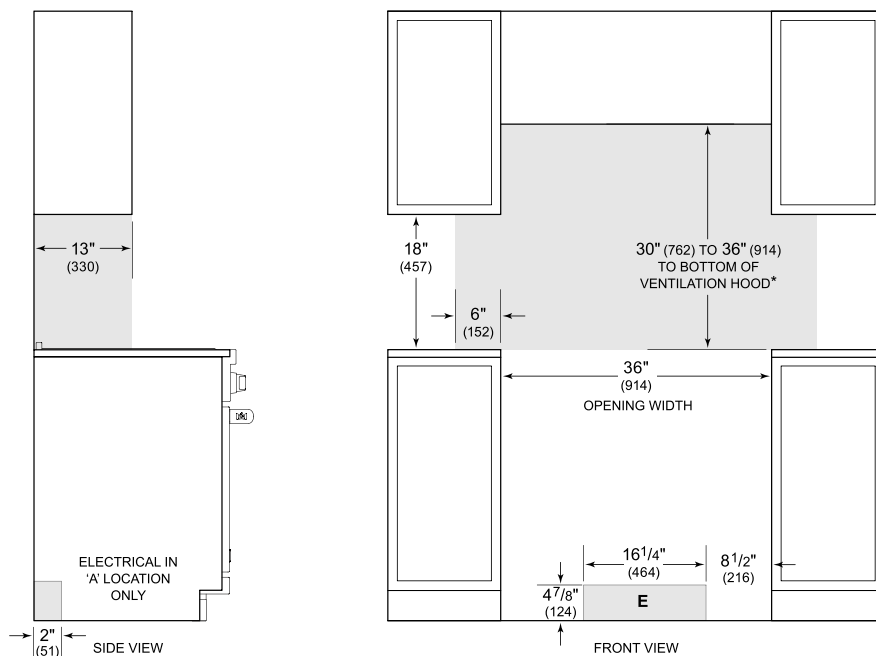 13"
(330)
18"
(457)
30" (762) TO 36" (914)
TO BOTTOM OF
VENTILATION HOOD*
6"
(152)
36"
(914)
OPENING WIDTH
ELECTRICAL IN
'A' LOCATION
ONLY
16 1/4"
(464)
8 1/2"
(216)
4 7/8"
(124)
E
2"
(51)
SIDE VIEW
FRONT VIEW